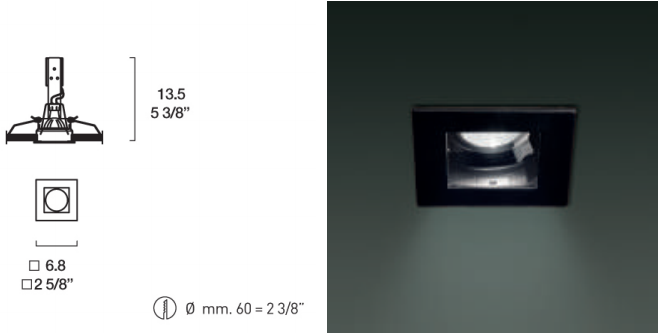 13.5
5 3/8”
□ 6.8
□2 5/8”
Ø mm. 60 = 2 3/8"